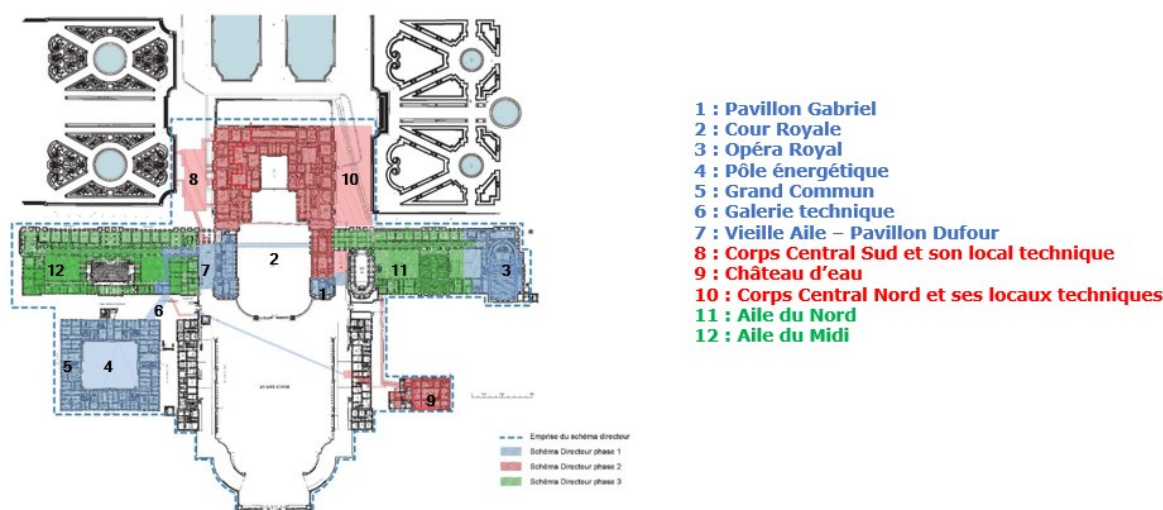 8
10
2
12
7
11
3
1
6
5
4
9
AVANT-COUR
Emprise du schéma directeur
Schéma Directeur phase 1
Schéma Directeur phase 2
Schéma Directeur phase 3
1 : Pavillon Gabriel
2 : Cour Royale
3 : Opéra Royal
4 : Pôle énergétique
5 : Grand Commun
6 : Galerie technique
7 : Vieille Aile – Pavillon Dufour
8 : Corps Central Sud et son local technique
9 : Château d’eau
10 : Corps Central Nord et ses locaux techniques
11 : Aile du Nord
12 : Aile du Midi